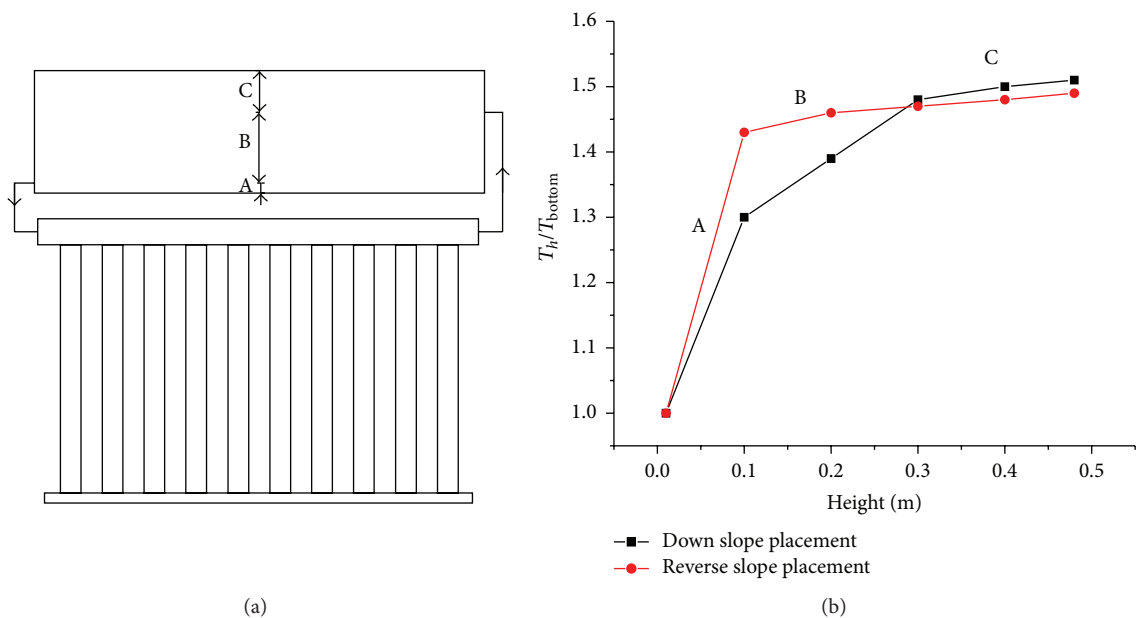 C
B
A
(a)
1.6
1.5
1.4
1.3
1.2
1.1
1.0
T_h/T_bottom
A
B
C
0.0 0.1 0.2 0.3 0.4 0.5
Height (m)
Down slope placement
Reverse slope placement
(b)